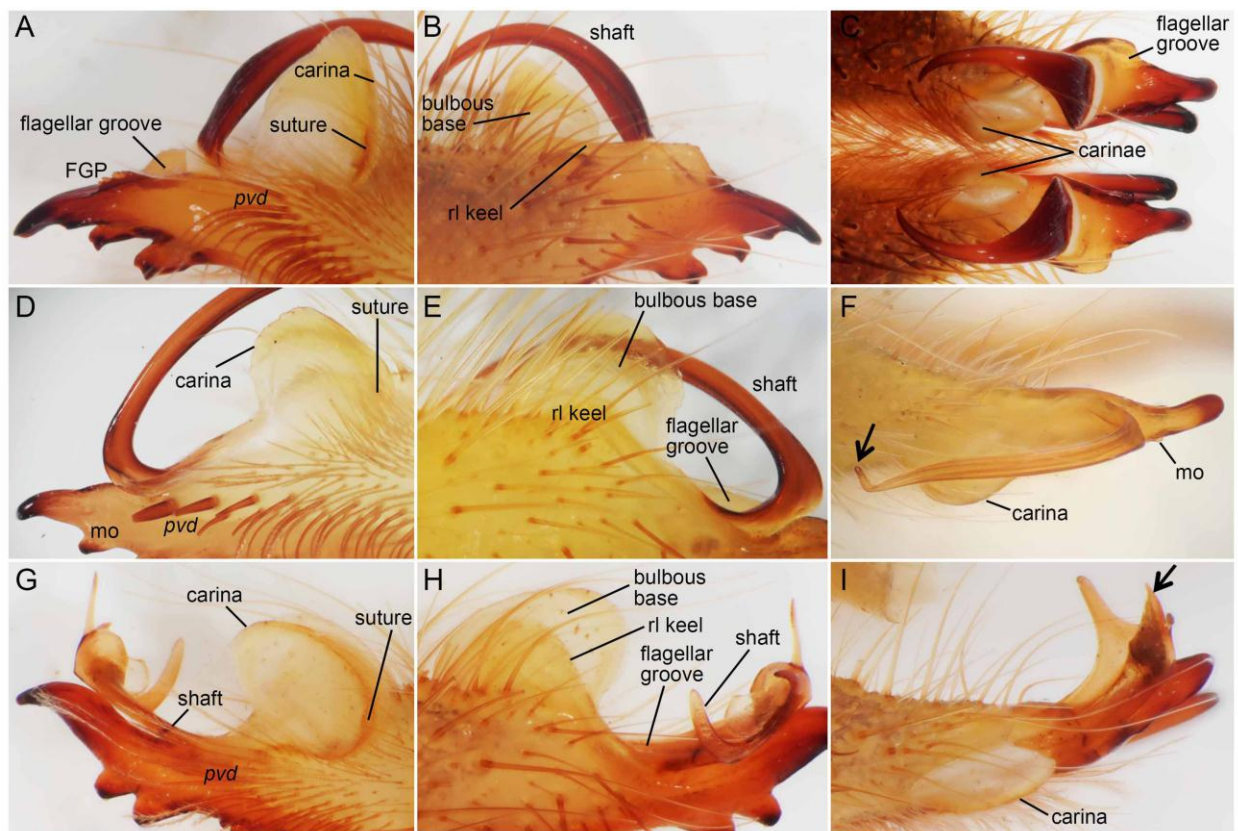 A
carina
suture
flagellar groove
FGP
pvd
B
shaft
bulbous
base
rl keel
C
flagellar
groove
carinae
D
suture
carina
mo
pvd
E
bulbous base
shaft
rl keel
flagellar
groove
F
mo
carina
G
carina
suture
shaft
pvd
H
bulbous
base
rl keel
shaft
flagellar
groove
I
carina